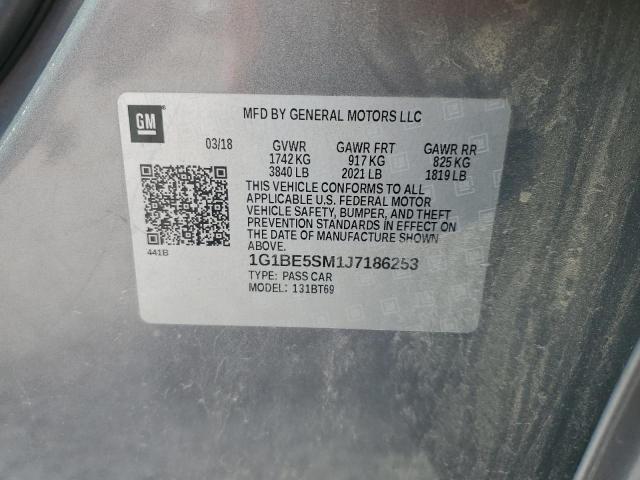 GM
MFD BY GENERAL MOTORS LLC
03/18 GVWR GAWR FRT GAWR RR
1742 KG 917 KG 825 KG
3840 LB 2021 LB 1819 LB
THIS VEHICLE CONFORMS TO ALL
APPLICABLE U.S. FEDERAL MOTOR
VEHICLE SAFETY, BUMPER, AND THEFT
PREVENTION STANDARDS IN EFFECT ON
THE DATE OF MANUFACTURE SHOWN
ABOVE.
441B
1G1BE5SM1J7186253
TYPE: PASS CAR
MODEL: 131BT69